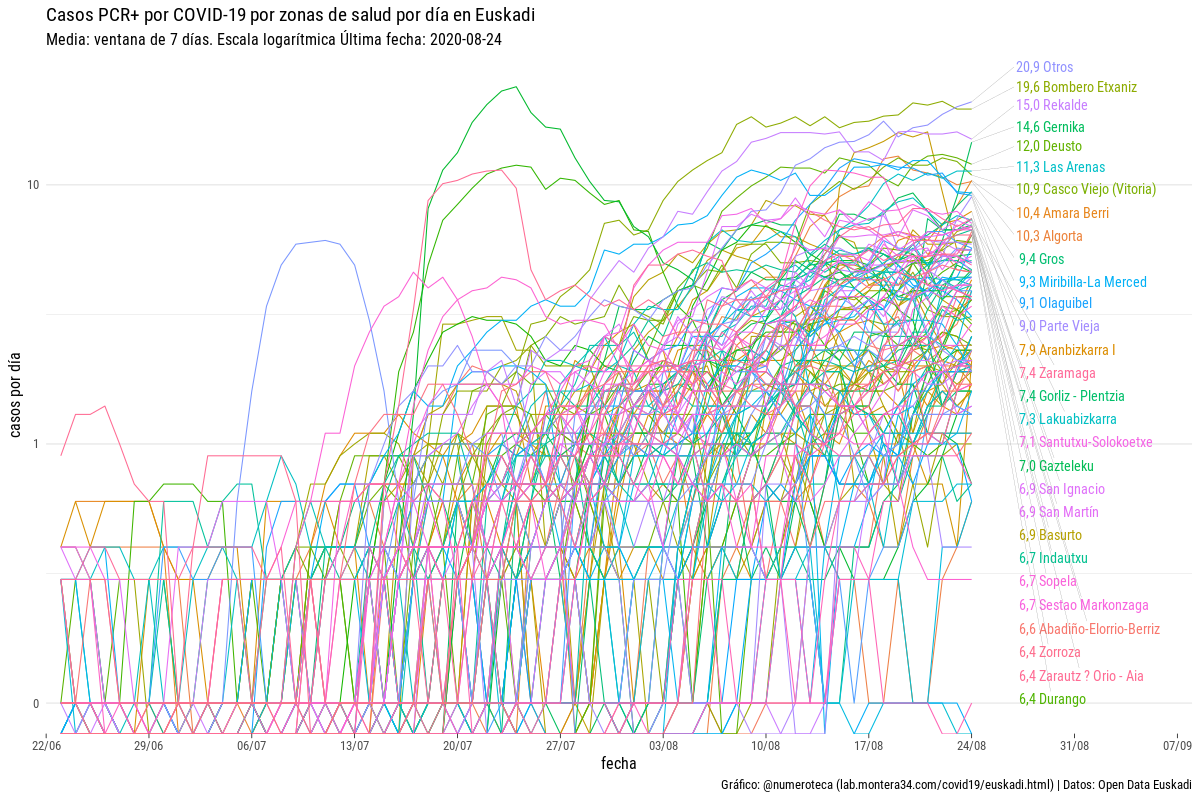 Casos PCR+ por COVID-19 por zonas de salud por día en Euskadi
Media: ventana de 7 días. Escala logarítmica Última fecha: 2020-08-24
20,9 Otros
19,6 Bombero Etxaniz
15,0 Rekalde
14,6 Gernika
12,0 Deusto
11,3 Las Arenas
10,9 Casco Viejo (Vitoria)
10,4 Amara Berri
10,3 Algorta
9,4 Gros
9,3 Miribilla-La Merced
9,1 Olaguibel
9,0 Parte Vieja
7,9 Aranbizkarra I
7,4 Zaramaga
7,4 Gorliz - Plentzia
7,3 Lakuabizkarra
7,1 Santutxu-Solokoetxe
7,0 Gazteleku
6,9 San Ignacio
6,9 San Martín
6,9 Basurto
6,7 Indautxu
6,7 Sopela
6,7 Sestao Markonzaga
6,6 Abadiño-Elorrio-Berriz
6,4 Zorroza
6,4 Zarautz ? Orio - Aia
6,4 Durango
casos por día
10
1
0
22/06 29/06 06/07 13/07 20/07 27/07 03/08 10/08 17/08 24/08 31/08 07/09
fecha
Gráfico: @numeroteca (lab.montera34.com/covid19/euskadi.html) | Datos: Open Data Euskadi